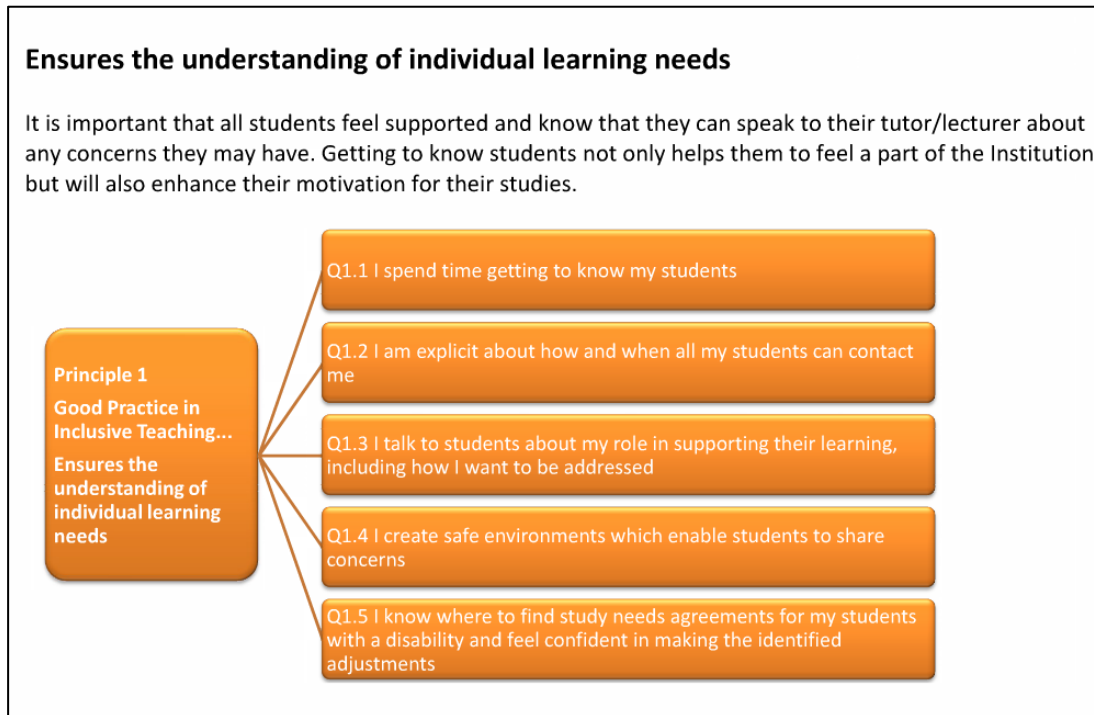 Ensures the understanding of individual learning needs
It is important that all students feel supported and know that they can speak to their tutor/lecturer about
any concerns they may have. Getting to know students not only helps them to feel a part of the Institution
but will also enhance their motivation for their studies.
Principle 1
Good Practice in
Inclusive Teaching...
Ensures the
understanding of
individual learning
needs
Q1.1 I spend time getting to know my students
Q1.2 I am explicit about how and when all my students can contact
me
Q1.3 I talk to students about my role in supporting their learning,
including how I want to be addressed
Q1.4 I create safe environments which enable students to share
concerns
Q1.5 I know where to find study needs agreements for my students
with a disability and feel confident in making the identified
adjustments